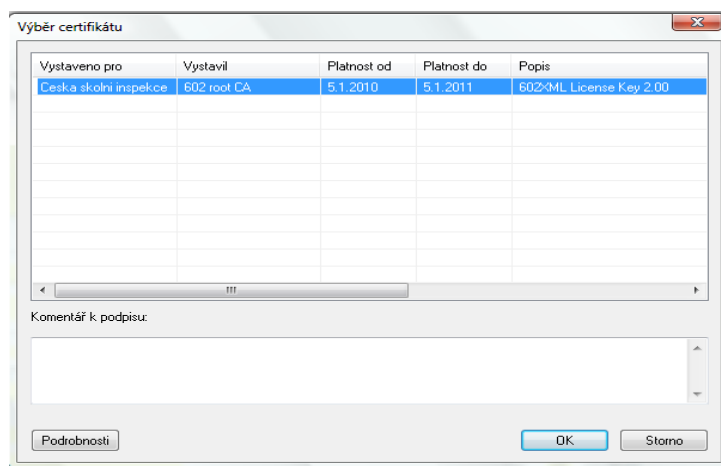 Výběr certifikátu
Vystaveno pro Vystavil Platnost od Platnost do Popis
Ceska skolni inspekce 602 root CA 5.1.2010 5.1.2011 602XML License Key 2.00
Komentář k podpisu:
Podrobnosti OK Storno